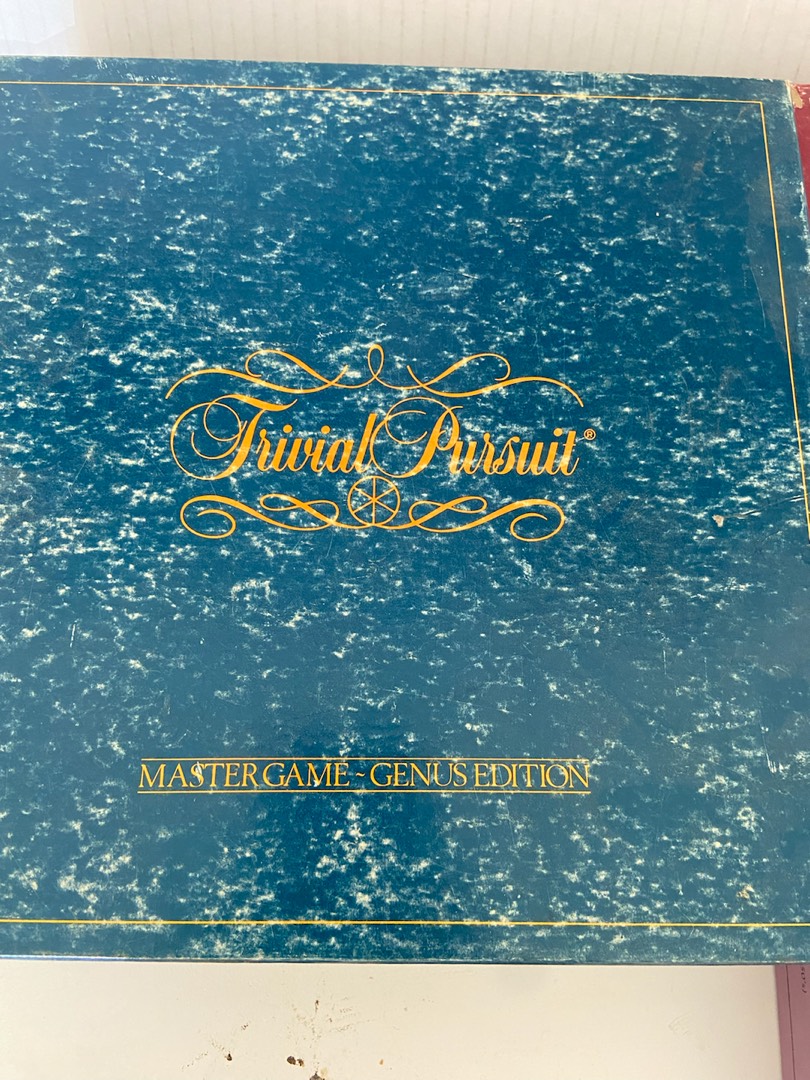 Trivial Pursuit®
MASTER GAME ~ GENUS EDITION